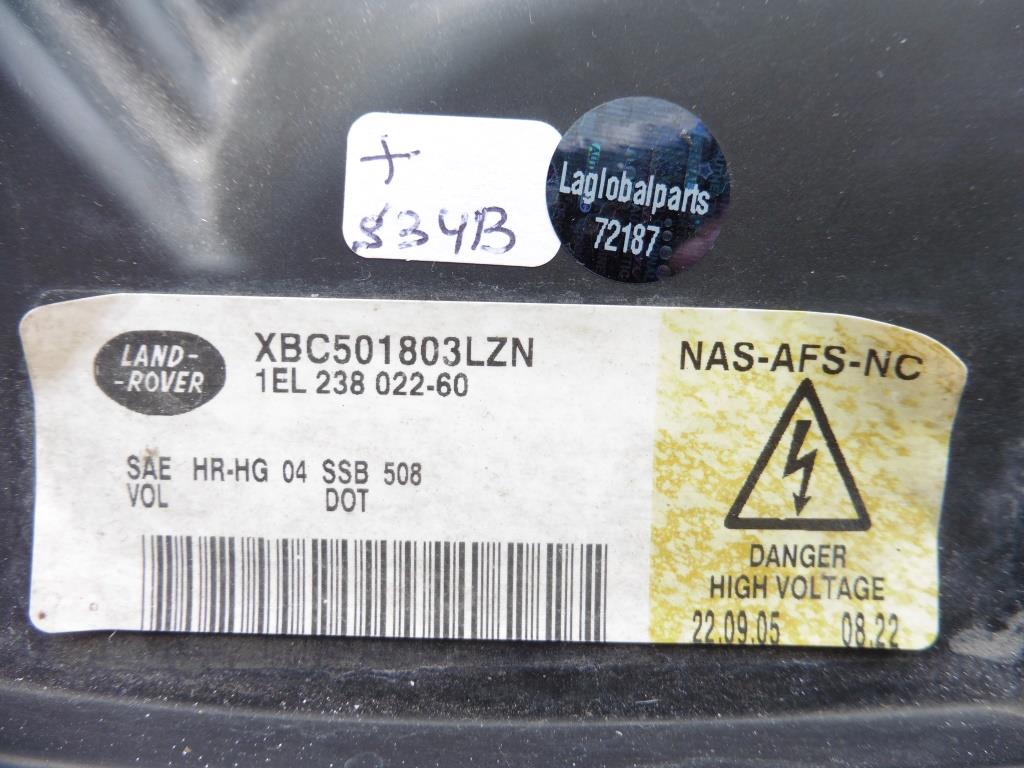 +
834B
Laglobalparts
72187
LAND-
-ROVER
XBC501803LZN
1EL 238 022-60
SAE HR-HG 04 SSB 508
VOL DOT
NAS-AFS-NC
DANGER
HIGH VOLTAGE
22.09.05 08.22